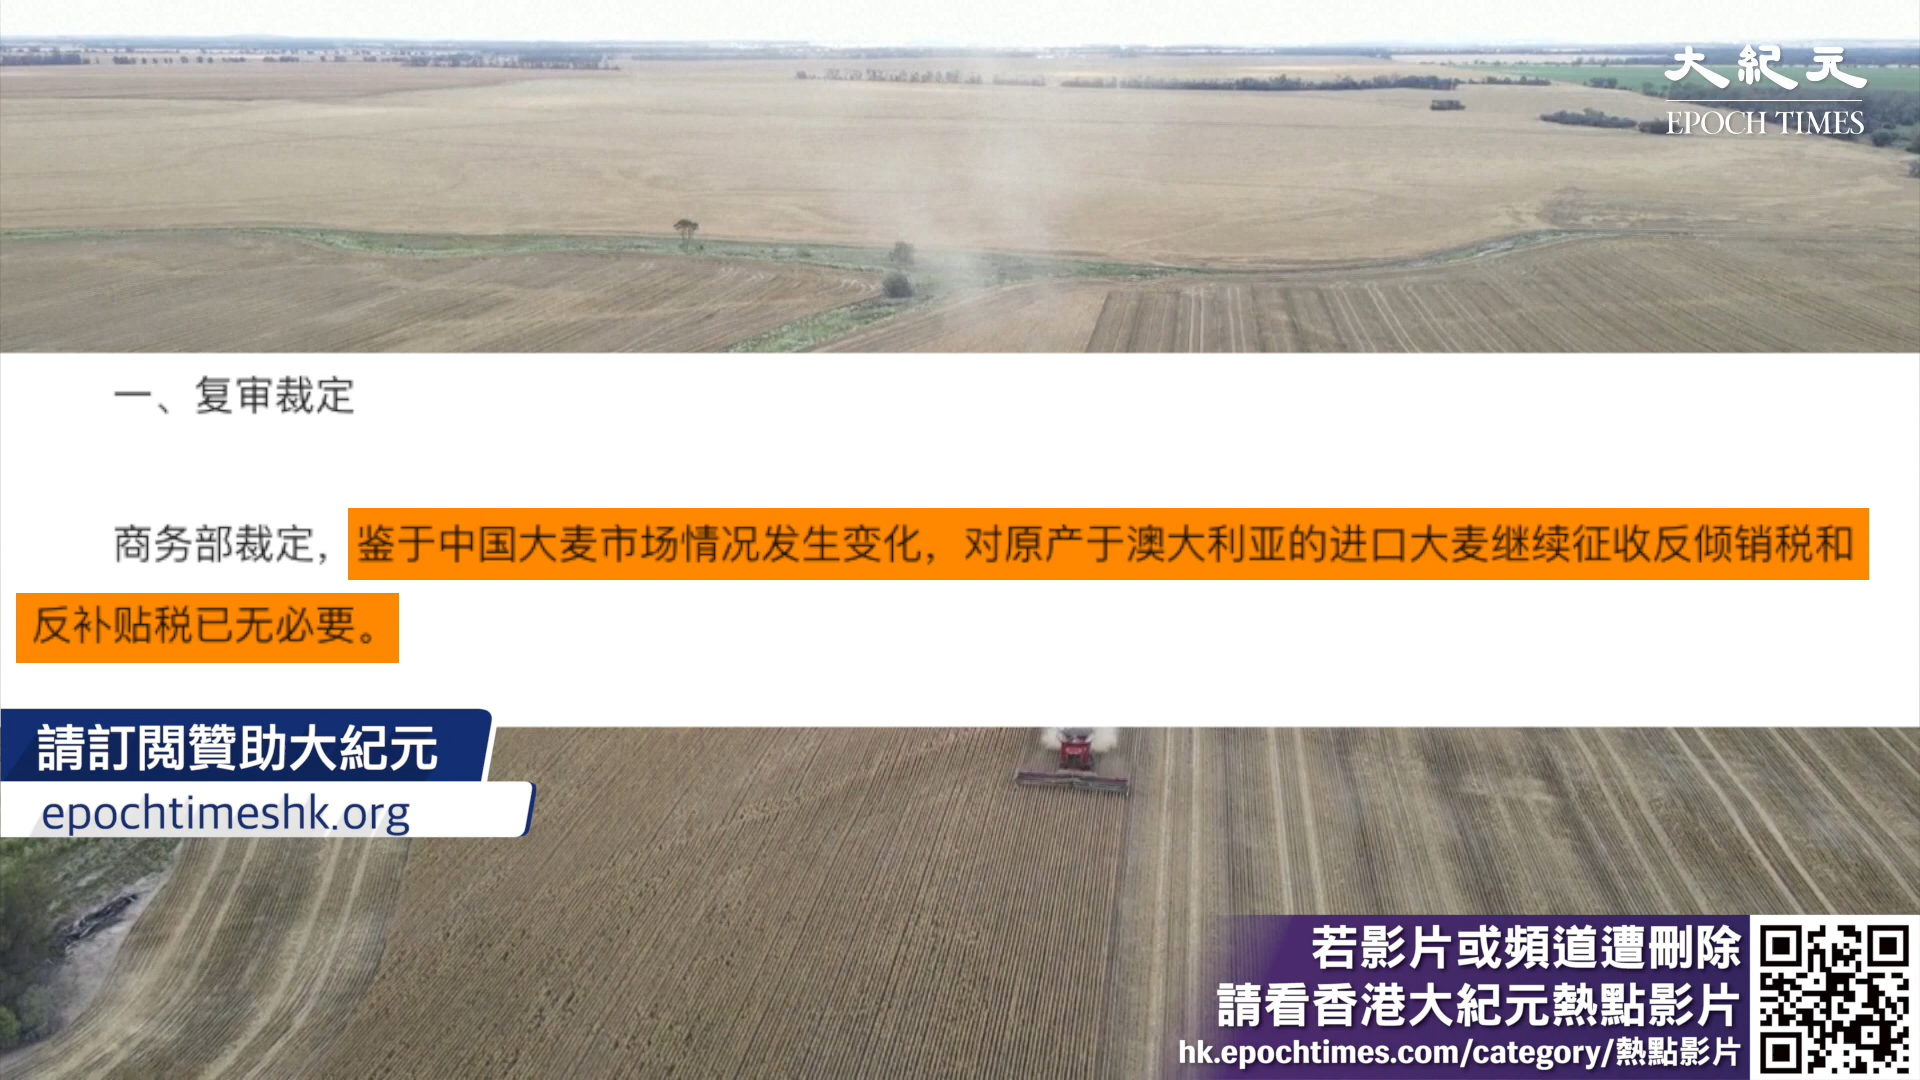 大紀元
EPOCH TIMES
一、复审裁定
商务部裁定，鉴于中国大麦市场情况发生变化，对原产于澳大利亚的进口大麦继续征收反倾销税和
反补贴税已无必要。
請訂閱贊助大紀元
epochtimeshk.org
若影片或頻道遭刪除
請看香港大紀元熱點影片
hk.epochtimes.com/category/熱點影片